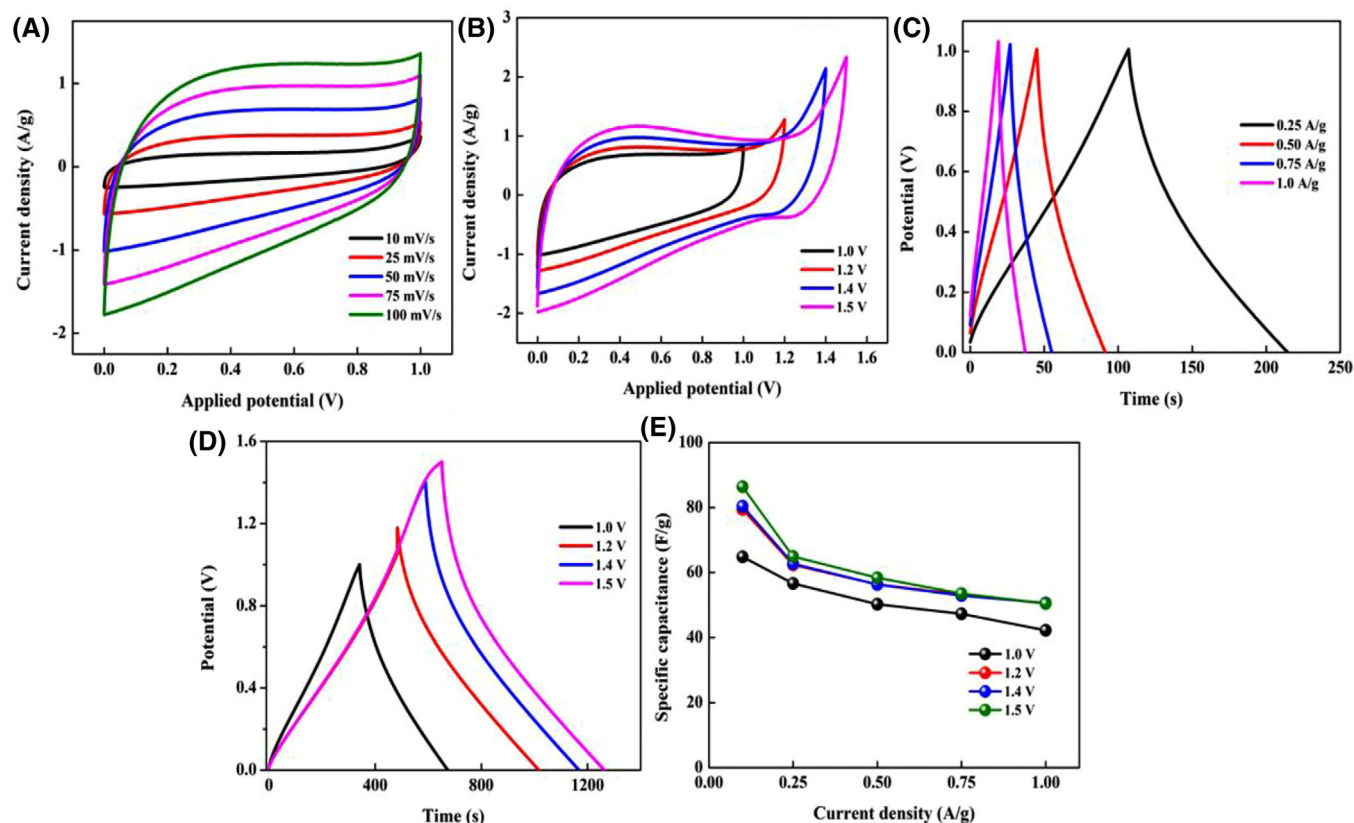 (A)
Current density (A/g)
1
0
-1
-2
10 mV/s
25 mV/s
50 mV/s
75 mV/s
100 mV/s
0.0 0.2 0.4 0.6 0.8 1.0
Applied potential (V)
(B)
Current density (A/g)
3
2
1
0
-1
-2
1.0 V
1.2 V
1.4 V
1.5 V
0.0 0.2 0.4 0.6 0.8 1.0 1.2 1.4 1.6
Applied potential (V)
(C)
Potential (V)
1.0
0.8
0.6
0.4
0.2
0.0
0.25 A/g
0.50 A/g
0.75 A/g
1.0 A/g
0 50 100 150 200 250
Time (s)
(D)
Potential (V)
1.6
1.2
0.8
0.4
0.0
1.0 V
1.2 V
1.4 V
1.5 V
0 400 800 1200
Time (s)
(E)
Specific capacitance (F/g)
100
80
60
40
20
0
1.0 V
1.2 V
1.4 V
1.5 V
0.00 0.25 0.50 0.75 1.00
Current density (A/g)